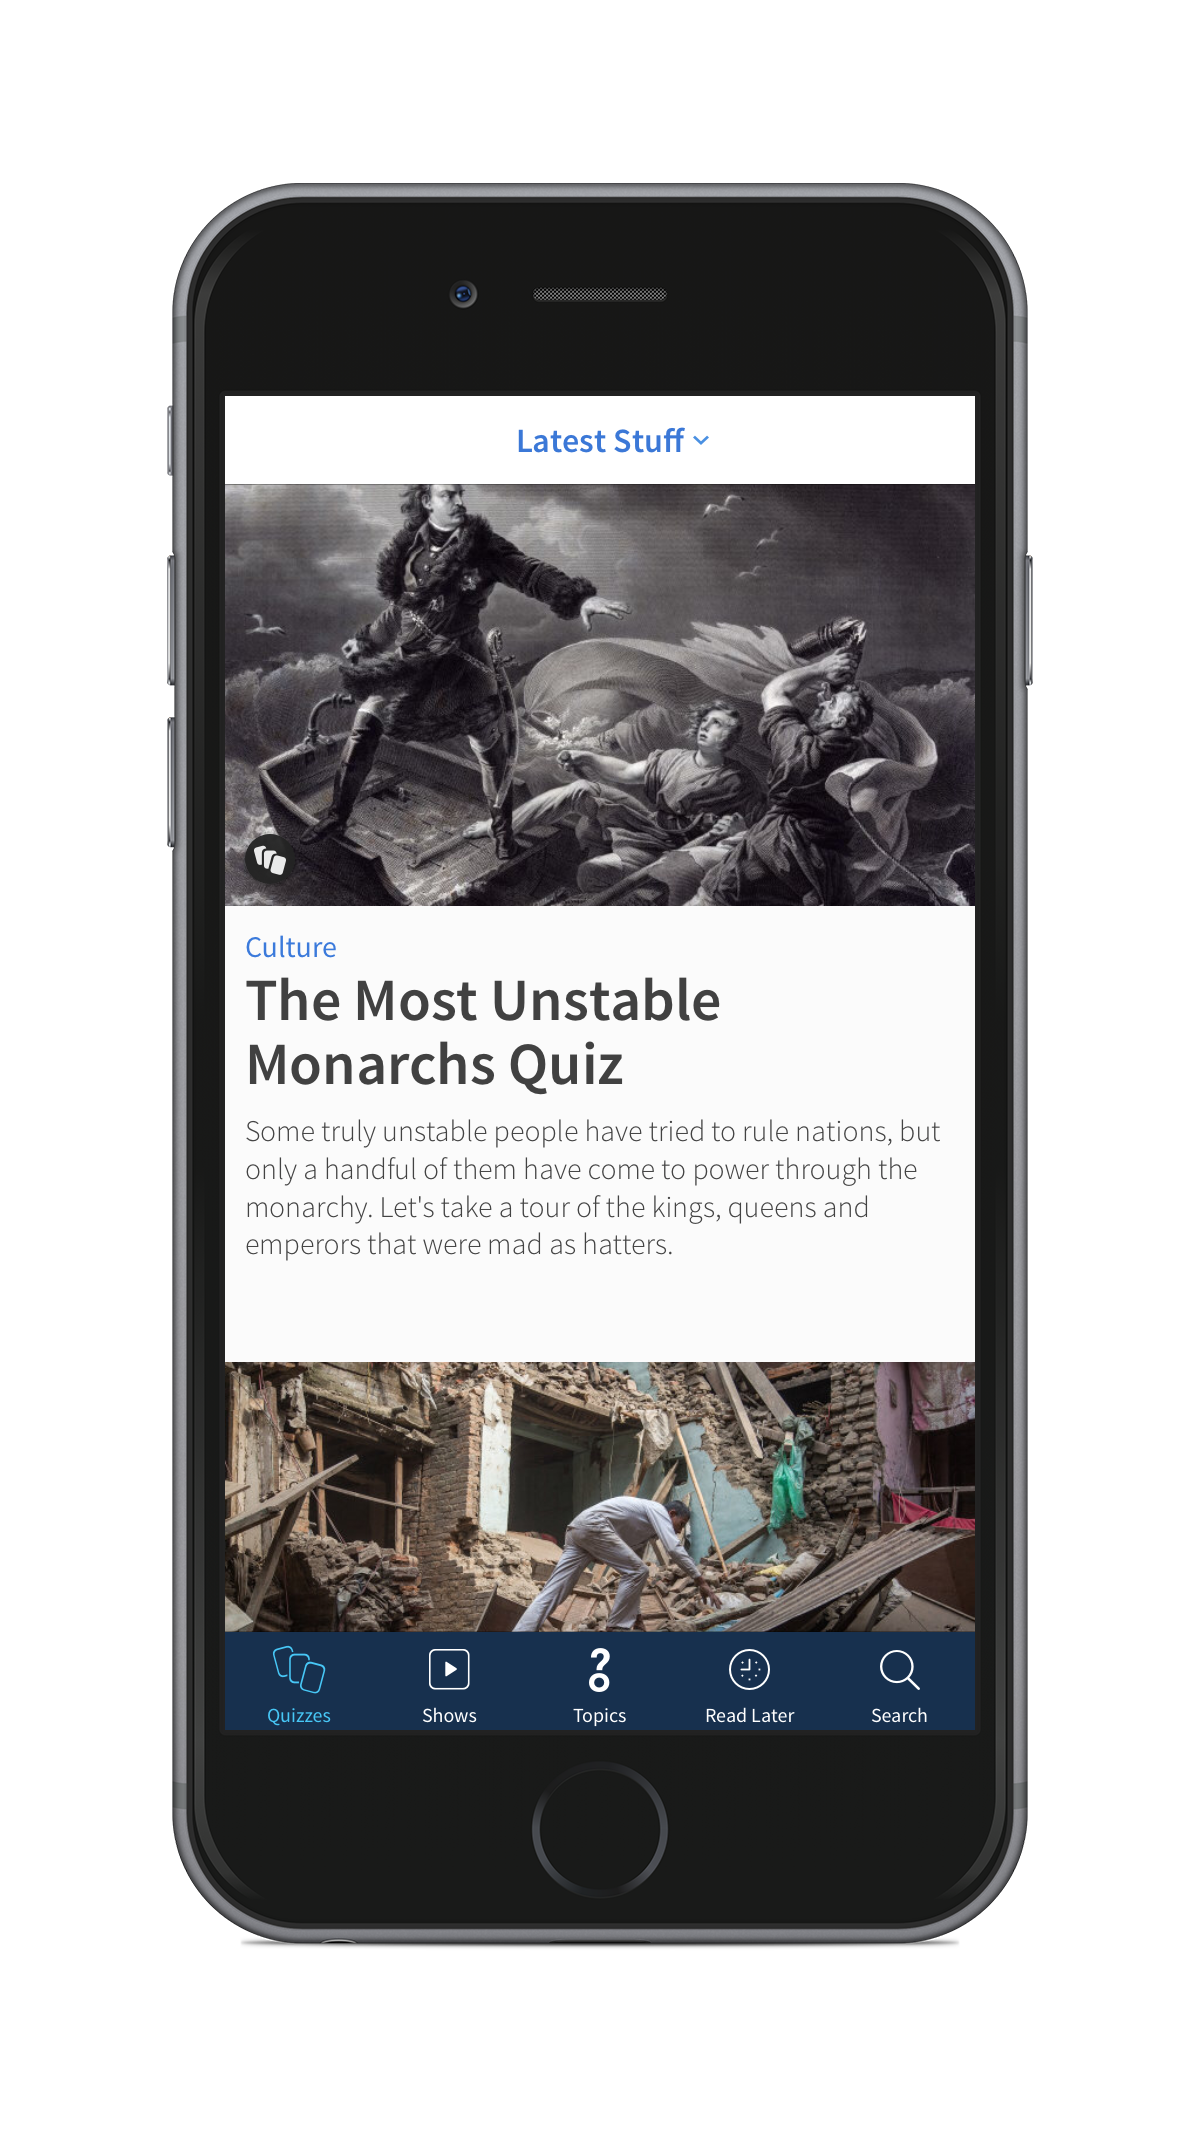 Latest Stuff
Culture
The Most Unstable
Monarchs Quiz
Some truly unstable people have tried to rule nations, but
only a handful of them have come to power through the
monarchy. Let's take a tour of the kings, queens and
emperors that were mad as hatters.
Quizzes
Shows
Topics
Read Later
Search